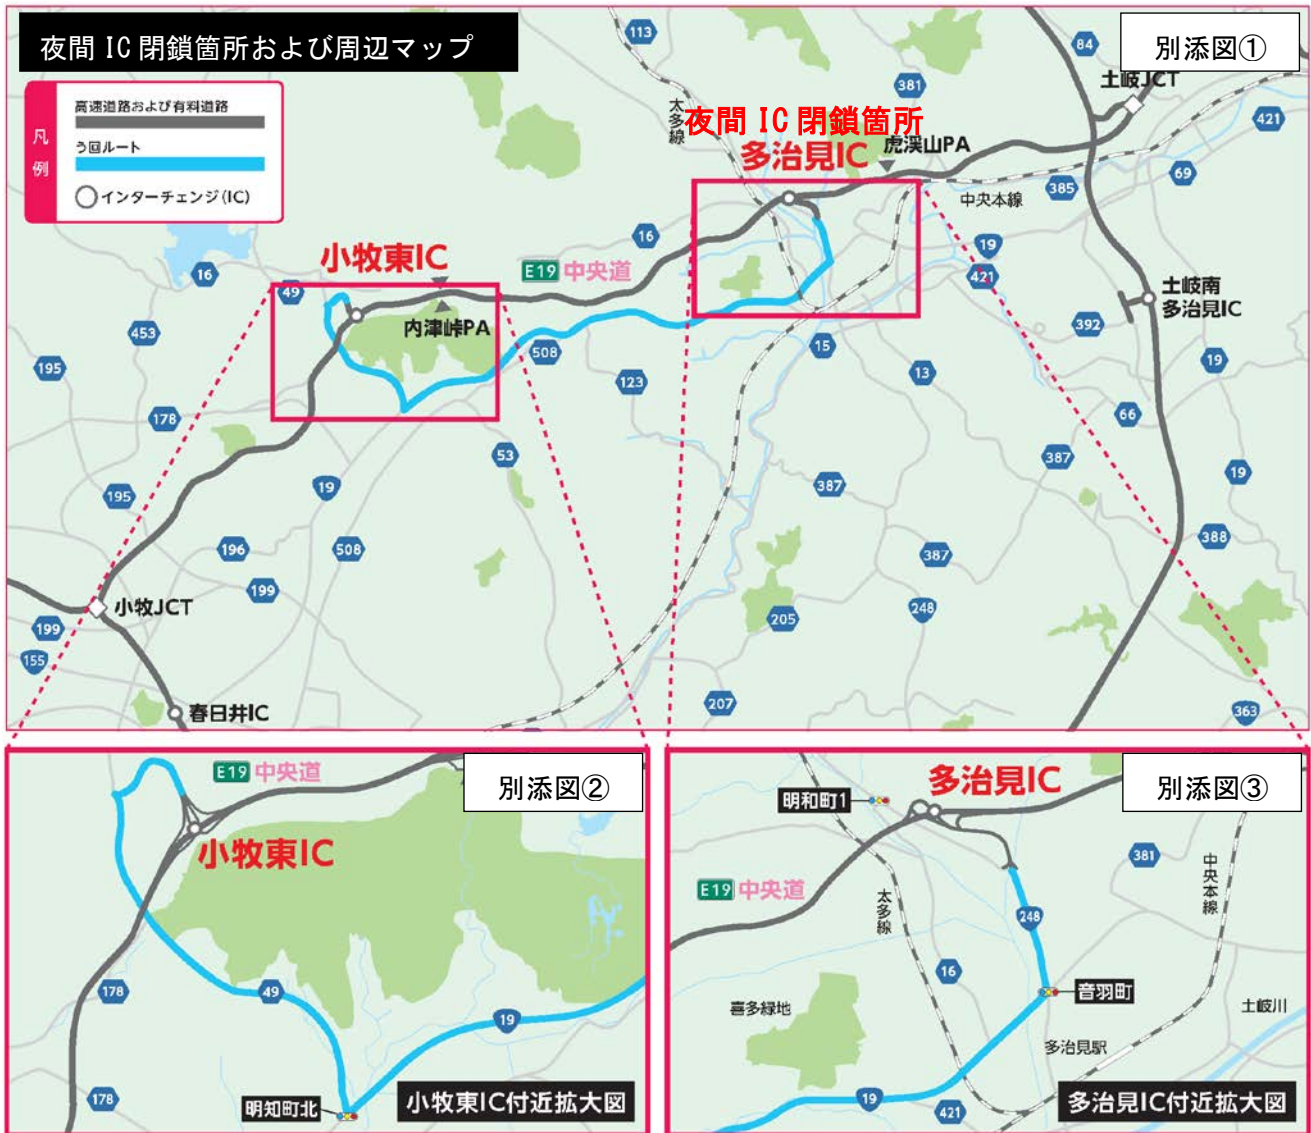 夜間 IC 閉鎖箇所および周辺マップ
別添図①
凡例
高速道路および有料道路
う回ルート
インターチェンジ(IC)
113
84
土岐JCT
381
421
太多線
夜間 IC 閉鎖箇所
多治見IC
虎渓山PA
69
385
中央本線
16
19
421
小牧東IC
E19 中央道
16
49
土岐南
多治見IC
内津峠PA
453
392
508
15
19
195
123
13
178
66
53
387
19
195
19
387
388
196
508
387
199
248
小牧JCT
205
199
155
207
363
春日井IC
E19 中央道
別添図②
小牧東IC
178
49
19
178
明知町北
小牧東IC付近拡大図
多治見IC
別添図③
明和町1
381
中央本線
E19 中央道
太多線
248
16
音羽町
喜多緑地
土岐川
多治見駅
19
421
多治見IC付近拡大図